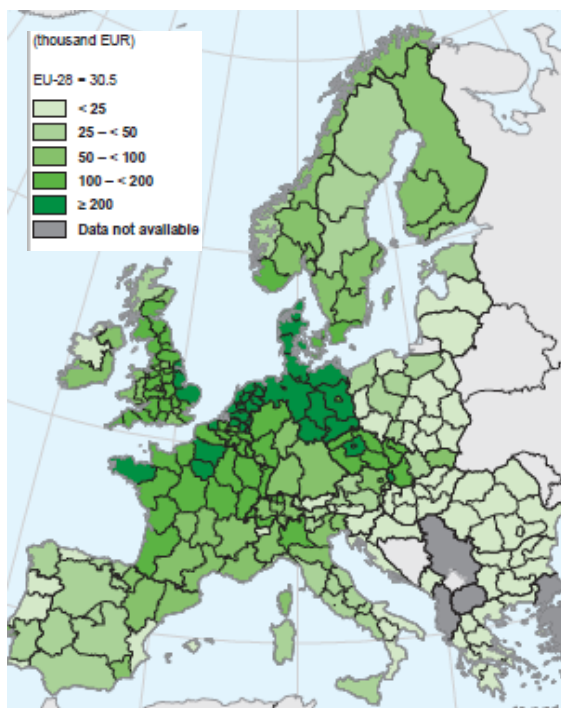 (thousand EUR)
EU-28 = 30.5
< 25
25 – < 50
50 – < 100
100 – < 200
≥ 200
Data not available